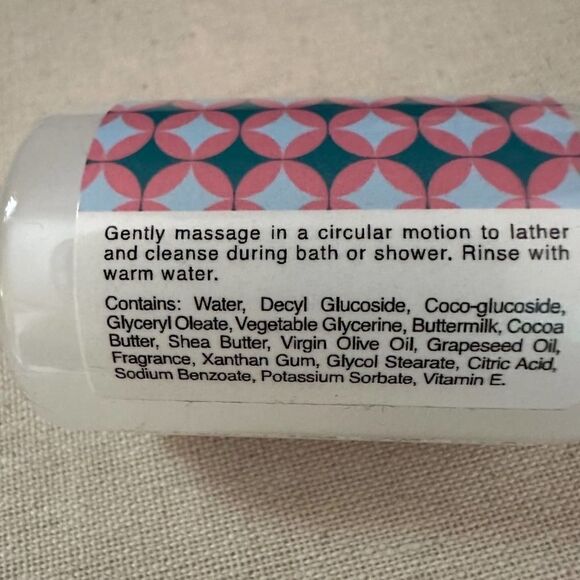 Gently massage in a circular motion to lather
and cleanse during bath or shower. Rinse with
warm water.
Contains: Water, Decyl Glucoside, Coco-glucoside,
Glyceryl Oleate, Vegetable Glycerine, Buttermilk, Cocoa
Butter, Shea Butter, Virgin Olive Oil, Grapeseed Oil,
Fragrance, Xanthan Gum, Glycol Stearate, Citric Acid,
Sodium Benzoate, Potassium Sorbate, Vitamin E.